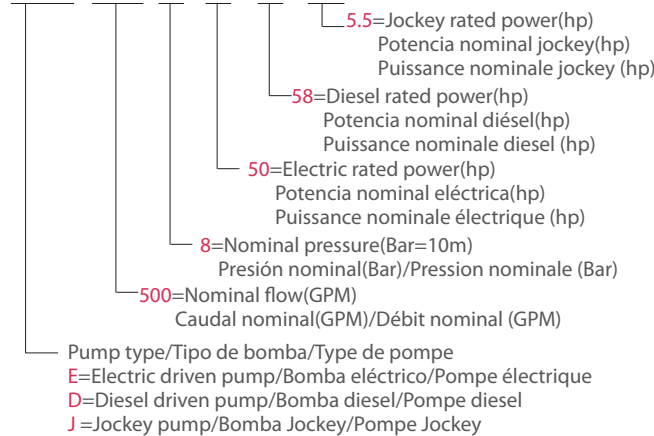 5.5=Jockey rated power(hp)
Potencia nominal jockey(hp)
Puissance nominale jockey (hp)
58=Diesel rated power(hp)
Potencia nominal diésel(hp)
Puissance nominale diesel (hp)
50=Electric rated power(hp)
Potencia nominal eléctrica(hp)
Puissance nominale électrique (hp)
8=Nominal pressure(Bar=10m)
Presión nominal(Bar)/Pression nominale (Bar)
500=Nominal flow(GPM)
Caudal nominal(GPM)/Débit nominal (GPM)
Pump type/Tipo de bomba/Type de pompe
E=Electric driven pump/Bomba eléctrico/Pompe électrique
D=Diesel driven pump/Bomba diesel/Pompe diesel
J =Jockey pump/Bomba Jockey/Pompe Jockey